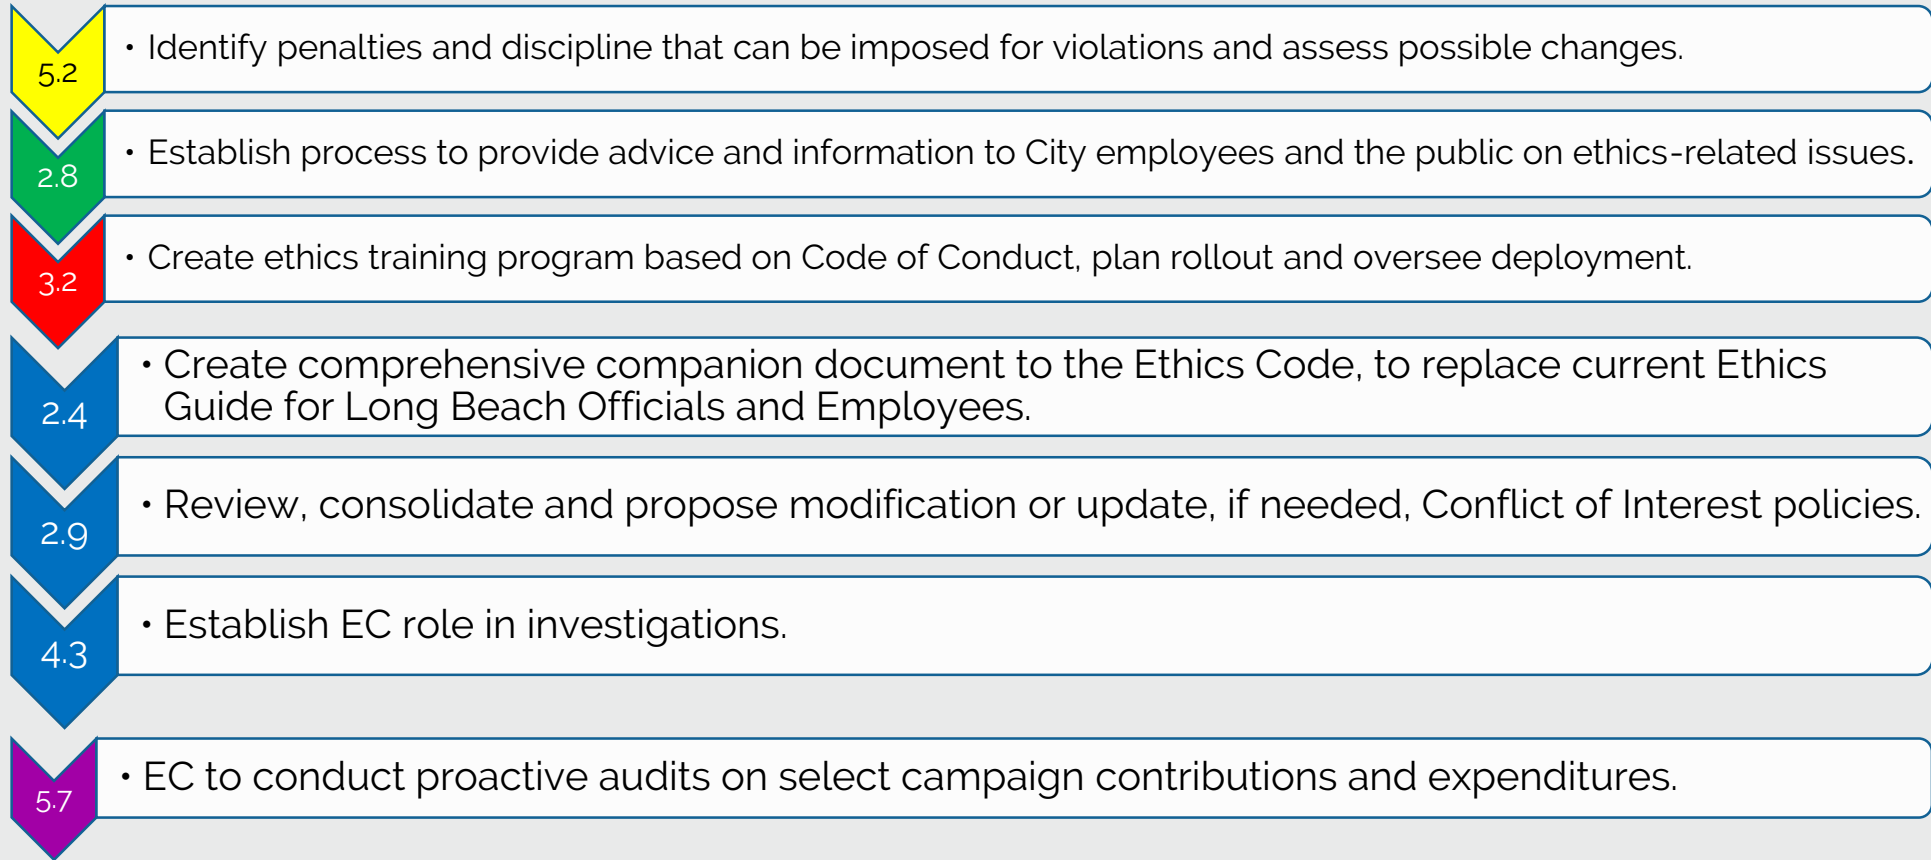 5.2
• Identify penalties and discipline that can be imposed for violations and assess possible changes.
2.8
• Establish process to provide advice and information to City employees and the public on ethics-related issues.
3.2
• Create ethics training program based on Code of Conduct, plan rollout and oversee deployment.
2.4
• Create comprehensive companion document to the Ethics Code, to replace current Ethics
Guide for Long Beach Officials and Employees.
2.9
• Review, consolidate and propose modification or update, if needed, Conflict of Interest policies.
4.3
• Establish EC role in investigations.
5.7
• EC to conduct proactive audits on select campaign contributions and expenditures.